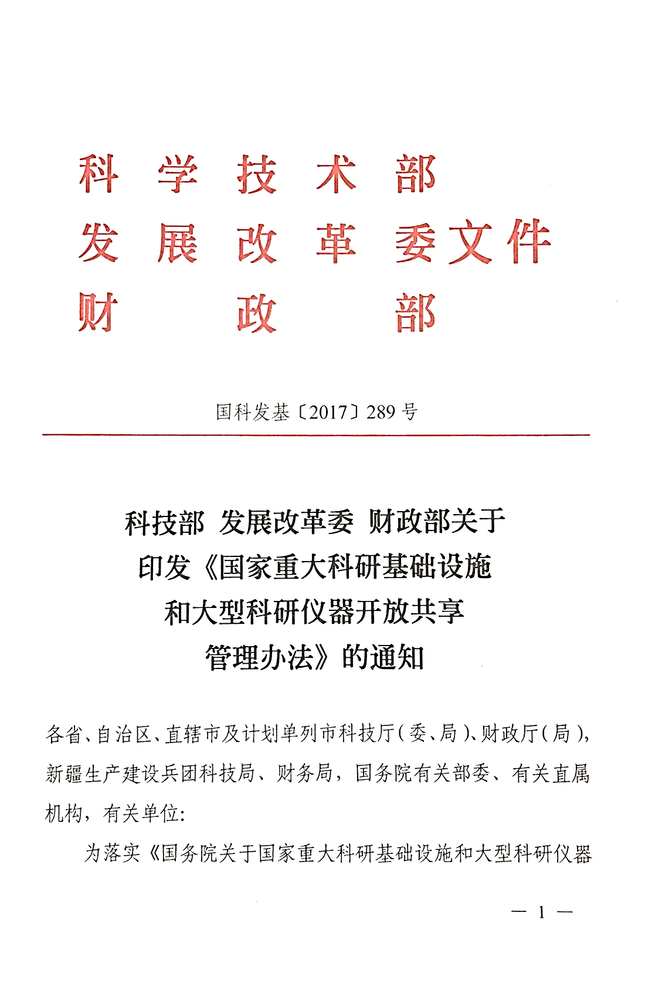 科学技术部
发展改革委文件
财政部
国科发基〔2017〕289号
科技部 发展改革委 财政部关于
印发《国家重大科研基础设施
和大型科研仪器开放共享
管理办法》的通知
各省、自治区、直辖市及计划单列市科技厅(委、局)、财政厅(局),
新疆生产建设兵团科技局、财务局，国务院有关部委、有关直属
机构，有关单位:
为落实《国务院关于国家重大科研基础设施和大型科研仪器
— 1 —